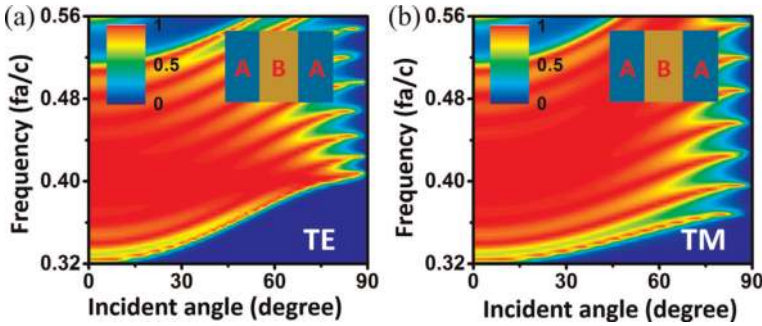 (a)
0.56
0.48
0.40
0.32
Frequency (fa/c)
1
0.5
0
A B A
TE
0 30 60 90
Incident angle (degree)
(b)
0.56
0.48
0.40
0.32
Frequency (fa/c)
1
0.5
0
A B A
TM
0 30 60 90
Incident angle (degree)